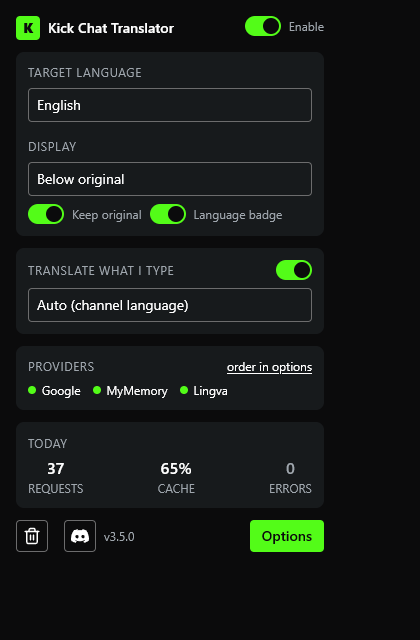 K Kick Chat Translator
Enable
TARGET LANGUAGE
English
DISPLAY
Below original
Keep original Language badge
TRANSLATE WHAT I TYPE
Auto (channel language)
PROVIDERS order in options
Google MyMemory Lingva
TODAY
37 65% 0
REQUESTS CACHE ERRORS
v3.5.0 Options